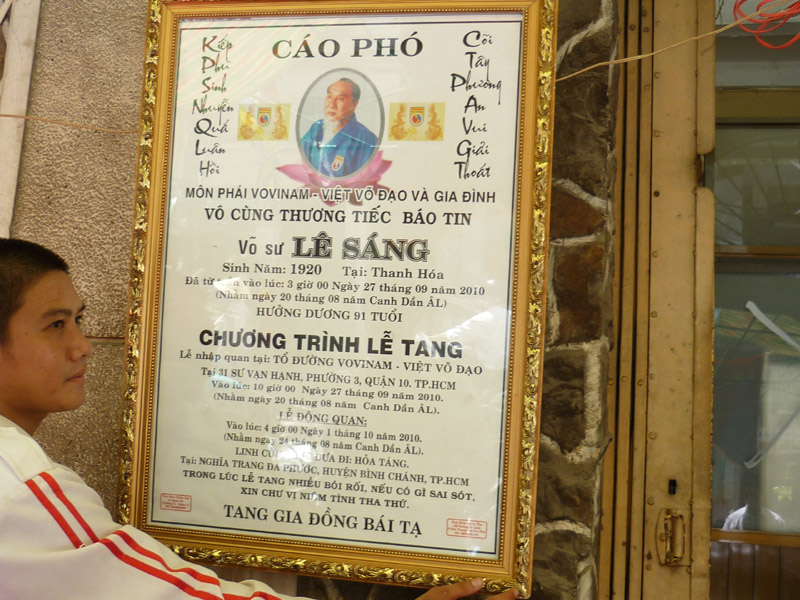 CÁO PHÓ
Kiếp
Phù
Sinh
Nhuyễn
Quá
Luân
Hồi
Cõi
Tây
Phương
An
Vui
Giải
Thoát
MÔN PHÁI VOVINAM - VIỆT VÕ ĐẠO VÀ GIA ĐÌNH
VÔ CÙNG THƯƠNG TIẾC BÁO TIN
Võ sư LÊ SÁNG
Sinh Năm: 1920 Tại: Thanh Hóa
Đã từ trần vào lúc: 3 giờ 00 Ngày 27 tháng 09 năm 2010
(Nhằm ngày 20 tháng 08 năm Canh Dần ÂL)
HƯỞNG DƯƠNG 91 TUỔI
CHƯƠNG TRÌNH LỄ TANG
Lễ nhập quan tại: TỔ ĐƯỜNG VOVINAM - VIỆT VÕ ĐẠO
Tại 31 SƯ VẠN HẠNH, PHƯỜNG 3, QUẬN 10. TP.HCM
Vào lúc: 10 giờ 00 Ngày 27 tháng 09 năm 2010.
(Nhằm ngày 20 tháng 08 năm Canh Dần ÂL).
LỄ ĐỘNG QUAN:
Vào lúc: 4 giờ 00 Ngày 1 tháng 10 năm 2010.
(Nhằm ngày 24 tháng 08 năm Canh Dần ÂL).
LINH CỬU ĐƯA ĐI: HỎA TÁNG.
Tại: NGHĨA TRANG ĐA PHƯỚC, HUYỆN BÌNH CHÁNH, TP.HCM
TRONG LÚC LỄ TANG NHIỀU BỐI RỐI, NẾU CÓ GÌ SAI SÓT,
XIN CHƯ VỊ NIỆM TÌNH THA THỨ.
TANG GIA ĐỒNG BÁI TẠ